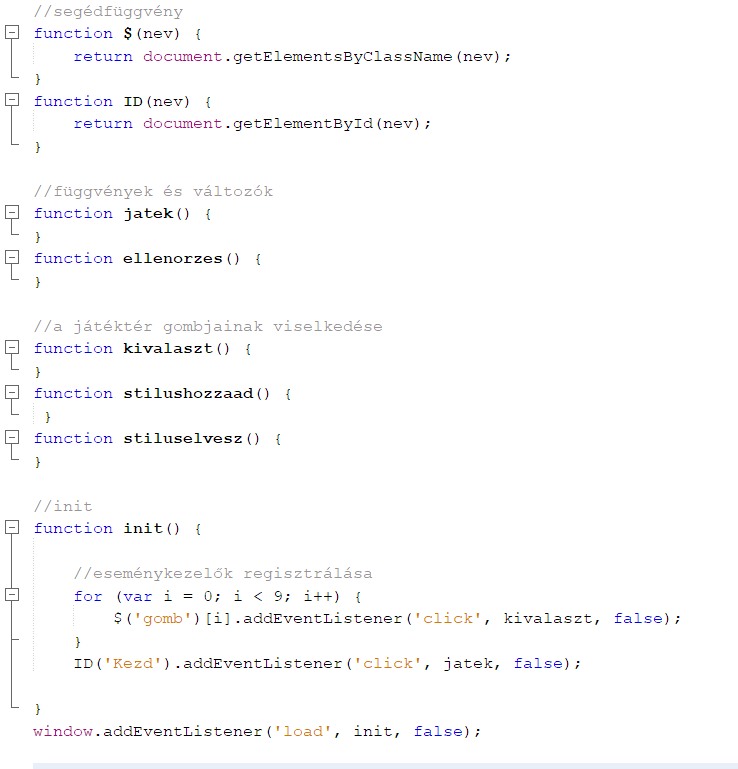 //segédfüggvény
function $(nev) {
    return document.getElementsByClassName(nev);
}
function ID(nev) {
    return document.getElementById(nev);
}

//függvények és változók
function jatek() {
}
function ellenorzes() {
}

//a játéktér gombjainak viselkedése
function kivalaszt() {
}
function stilushozzaad() {
 }
function stiluselvesz() {
}

//init
function init() {

    //eseménykezelők regisztrálása
    for (var i = 0; i < 9; i++) {
        $('gomb')[i].addEventListener('click', kivalaszt, false);
    }
    ID('Kezd').addEventListener('click', jatek, false);

}
window.addEventListener('load', init, false);